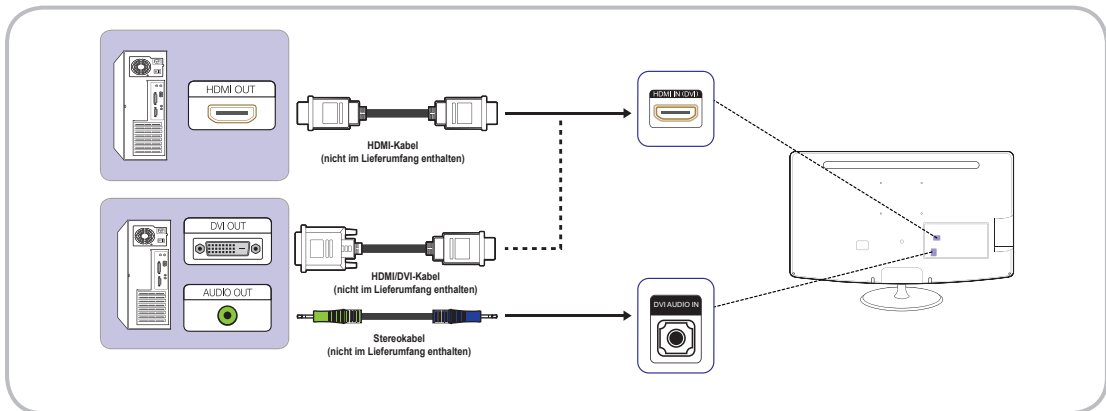 HDMI OUT
HDMI IN (DVI)
HDMI-Kabel
(nicht im Lieferumfang enthalten)
DVI OUT
HDMI/DVI-Kabel
(nicht im Lieferumfang enthalten)
AUDIO OUT
DVI AUDIO IN
Stereokabel
(nicht im Lieferumfang enthalten)